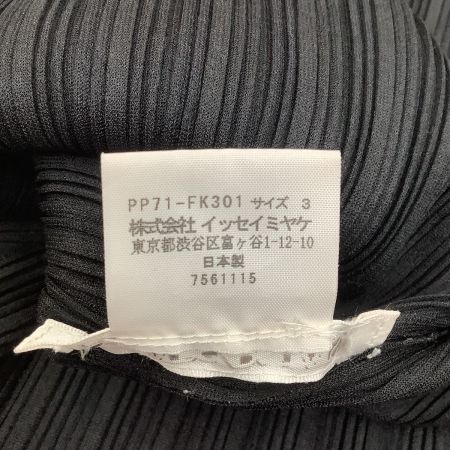 PP71-FK301 サイズ 3
株式会社 イッセイミヤケ
東京都渋谷区富ヶ谷1-12-10
日本製
7561115